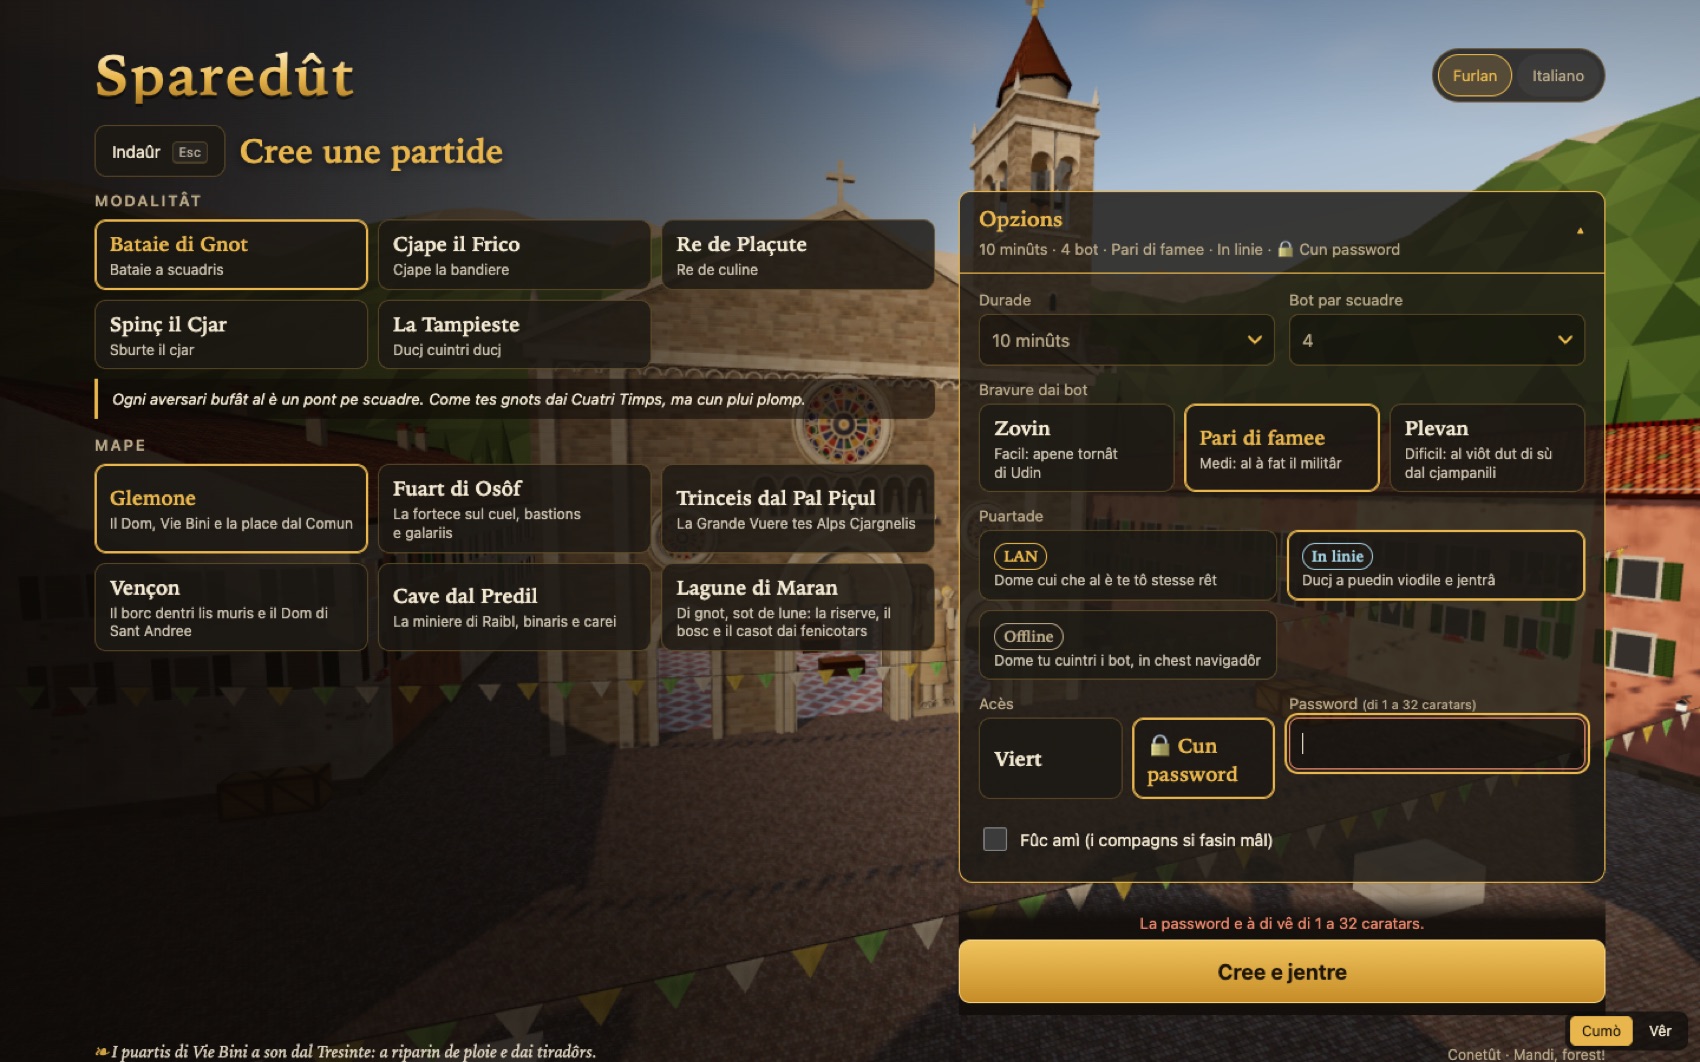 Sparedût
Furlan
Italiano
Indaûr Esc
Cree une partide
MODALITÂT
Bataie di Gnot
Bataie a scuadris
Cjape il Frico
Cjape la bandiere
Re de Plaçute
Re de culine
Spinç il Cjar
Sburte il cjar
La Tampieste
Ducj cuintri ducj
Ogni aversari bufât al è un pont pe scuadre. Come tes gnots dai Cuatri Timps, ma cun plui plomp.
MAPE
Glemone
Il Dom, Vie Bini e la place dal Comun
Fuart di Osôf
La fortece sul cuel, bastions
e galariis
Trinceis dal Pal Piçul
La Grande Vuere tes Alps Cjargnelis
Vençon
Il borc dentri lis muris e il Dom di
Sant Andree
Cave dal Predil
La miniere di Raibl, binaris e carei
Lagune di Maran
Di gnot, sot de lune: la riserve, il
bosc e il casot dai fenicotars
Opzions
10 minûts · 4 bot · Pari di famee · In linie · 🔒 Cun password
Durade
10 minûts
Bot par scuadre
4
Bravure dai bot
Zovin
Facil: apene tornât
di Udin
Pari di famee
Medi: al à fat il militâr
Plevan
Dificil: al viôt dut di sù
dal cjampanili
Puartade
LAN
Dome cui che al è te tô stesse rêt
In linie
Ducj a puedin viodile e jentrâ
Offline
Dome tu cuintri i bot, in chest navigadôr
Acès
Viert
🔒 Cun
password
Password (di 1 a 32 caratars)
Fûc amì (i compagns si fasin mâl)
La password e à di vê di 1 a 32 caratars.
Cree e jentre
Cumò
Vêr
❧ I puartis di Vie Bini a son dal Tresinte: a riparin de ploie e dai tiradôrs.
Conetût · Mandi, forest!